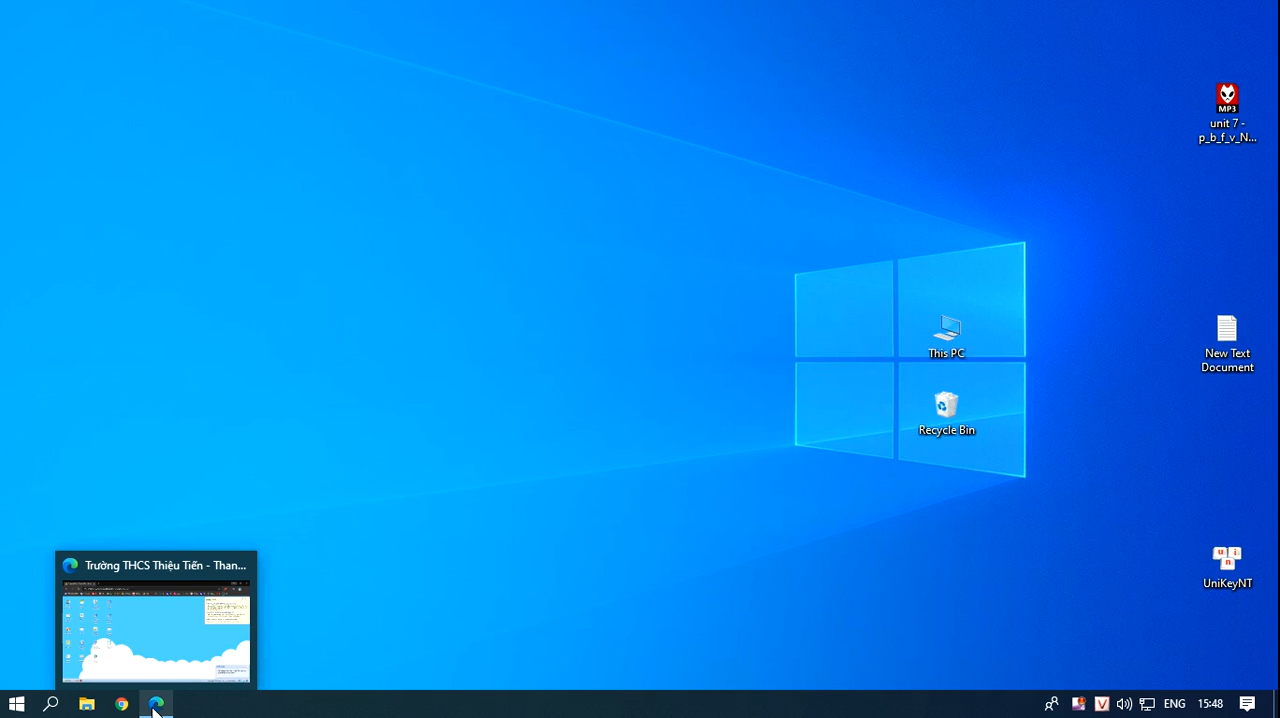 MP3
unit 7 -
p_b_f_v_N...
This PC
New Text
Document
Recycle Bin
Trường THCS Thiệu Tiến - Than...
u i
n
UniKeyNT
V
ENG
15:48